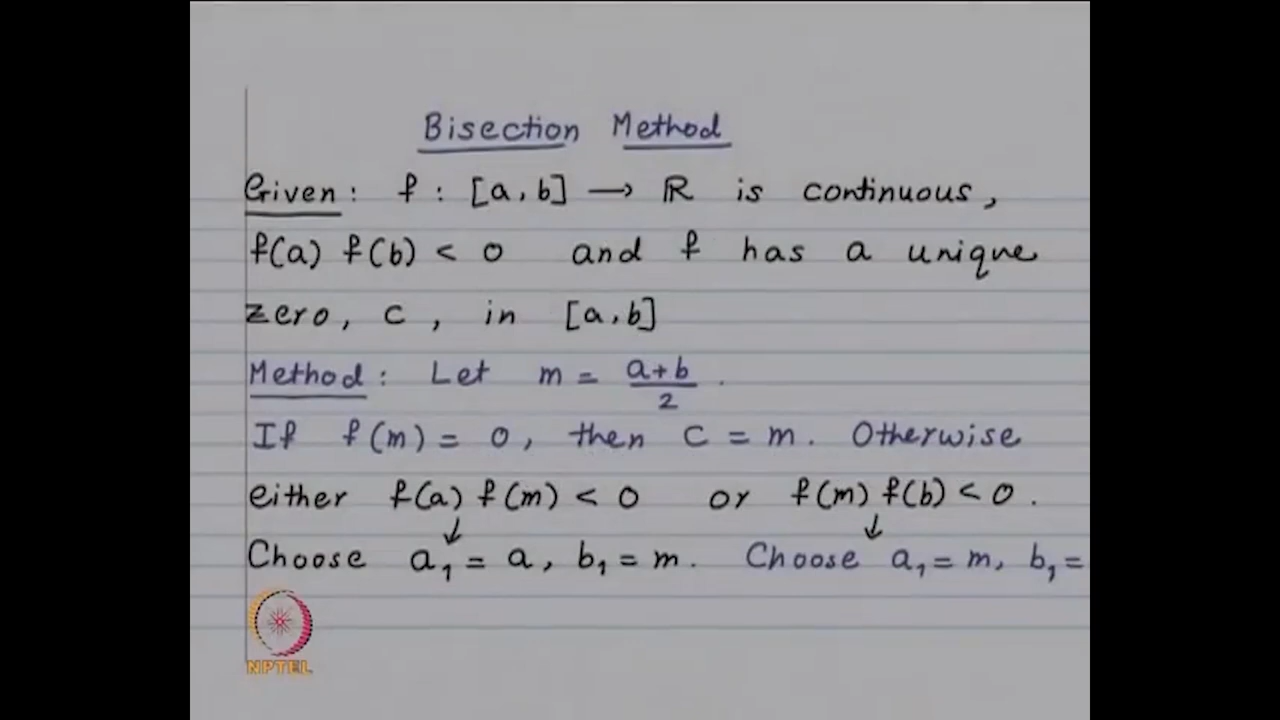 Bisection Method
Given: f : [a, b] → ℝ is continuous,
f(a) f(b) < 0 and f has a unique
zero, c, in [a, b]
Method: Let m = (a+b)/2 .
If f(m) = 0, then c = m. Otherwise
either f(a) f(m) < 0 or f(m) f(b) < 0.
↓ ↓
Choose a₁ = a, b₁ = m. Choose a₁ = m, b₁ =
NPTEL